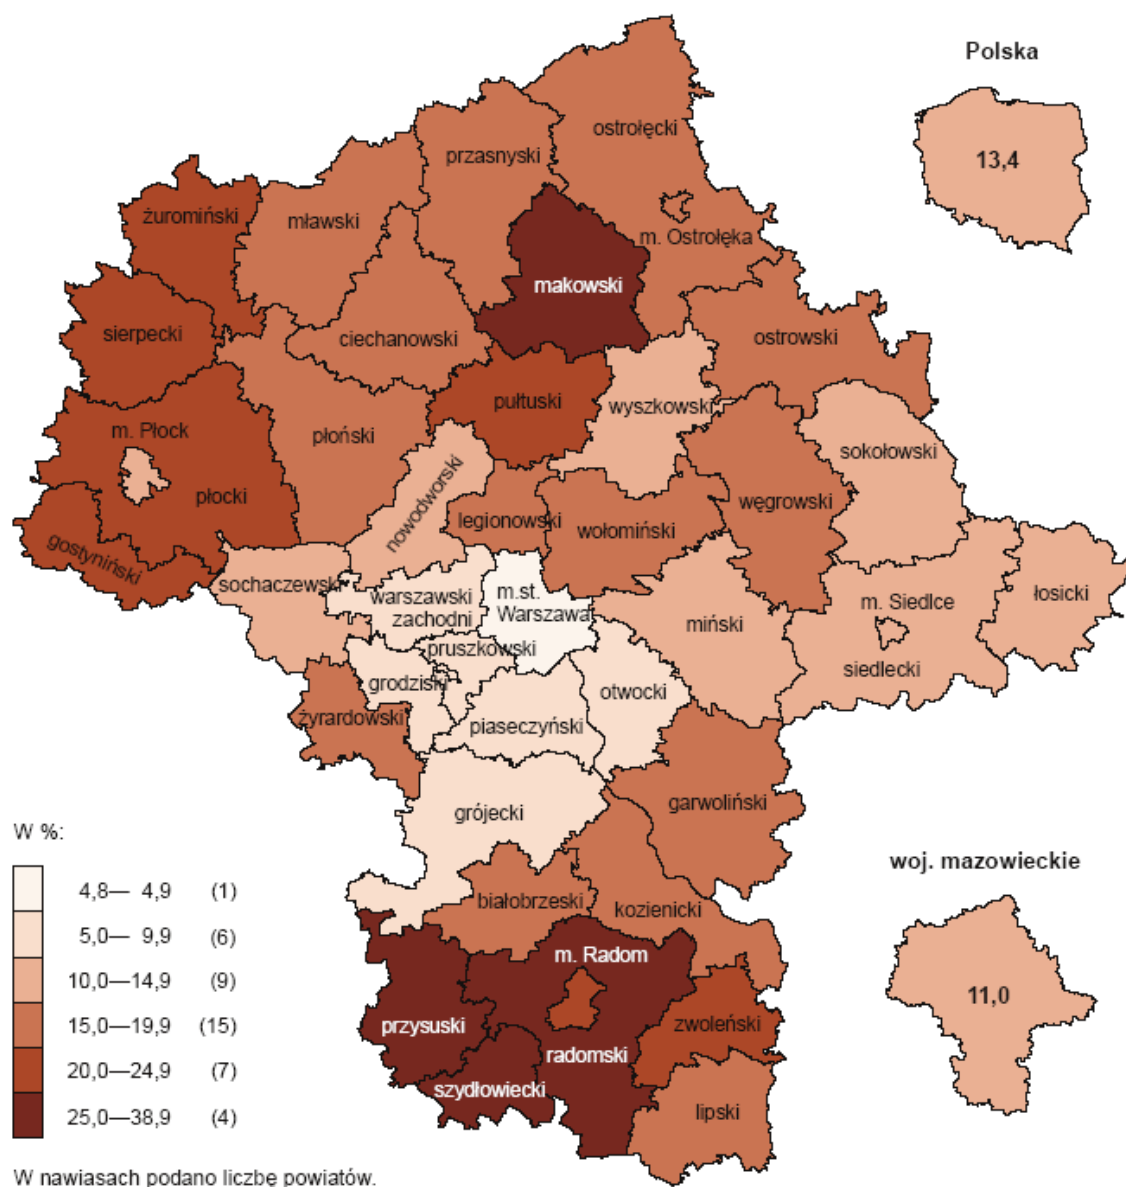 Polska
13,4
ostrołęcki
przasnyski
żuromiński
mławski
m. Ostrołęka
makowski
sierpecki
ciechanowski
ostrowski
pułtuski
wyszkowski
m. Płock
płoński
sokołowski
płocki
nowodworski
legionowski
wołomiński
węgrowski
gostyniński
sochaczewski
warszawski
zachodni
m.st.
Warszawa
m. Siedlce
łosicki
miński
pruszkowski
siedlecki
grodziski
otwocki
żyrardowski
piaseczyński
garwoliński
grójecki
W %:
4,8— 4,9 (1)
5,0— 9,9 (6)
10,0—14,9 (9)
15,0—19,9 (15)
20,0—24,9 (7)
25,0—38,9 (4)
woj. mazowieckie
11,0
białobrzeski
kozienicki
m. Radom
przysuski
zwoleński
radomski
szydłowiecki
lipski
W nawiasach podano liczbę powiatów.